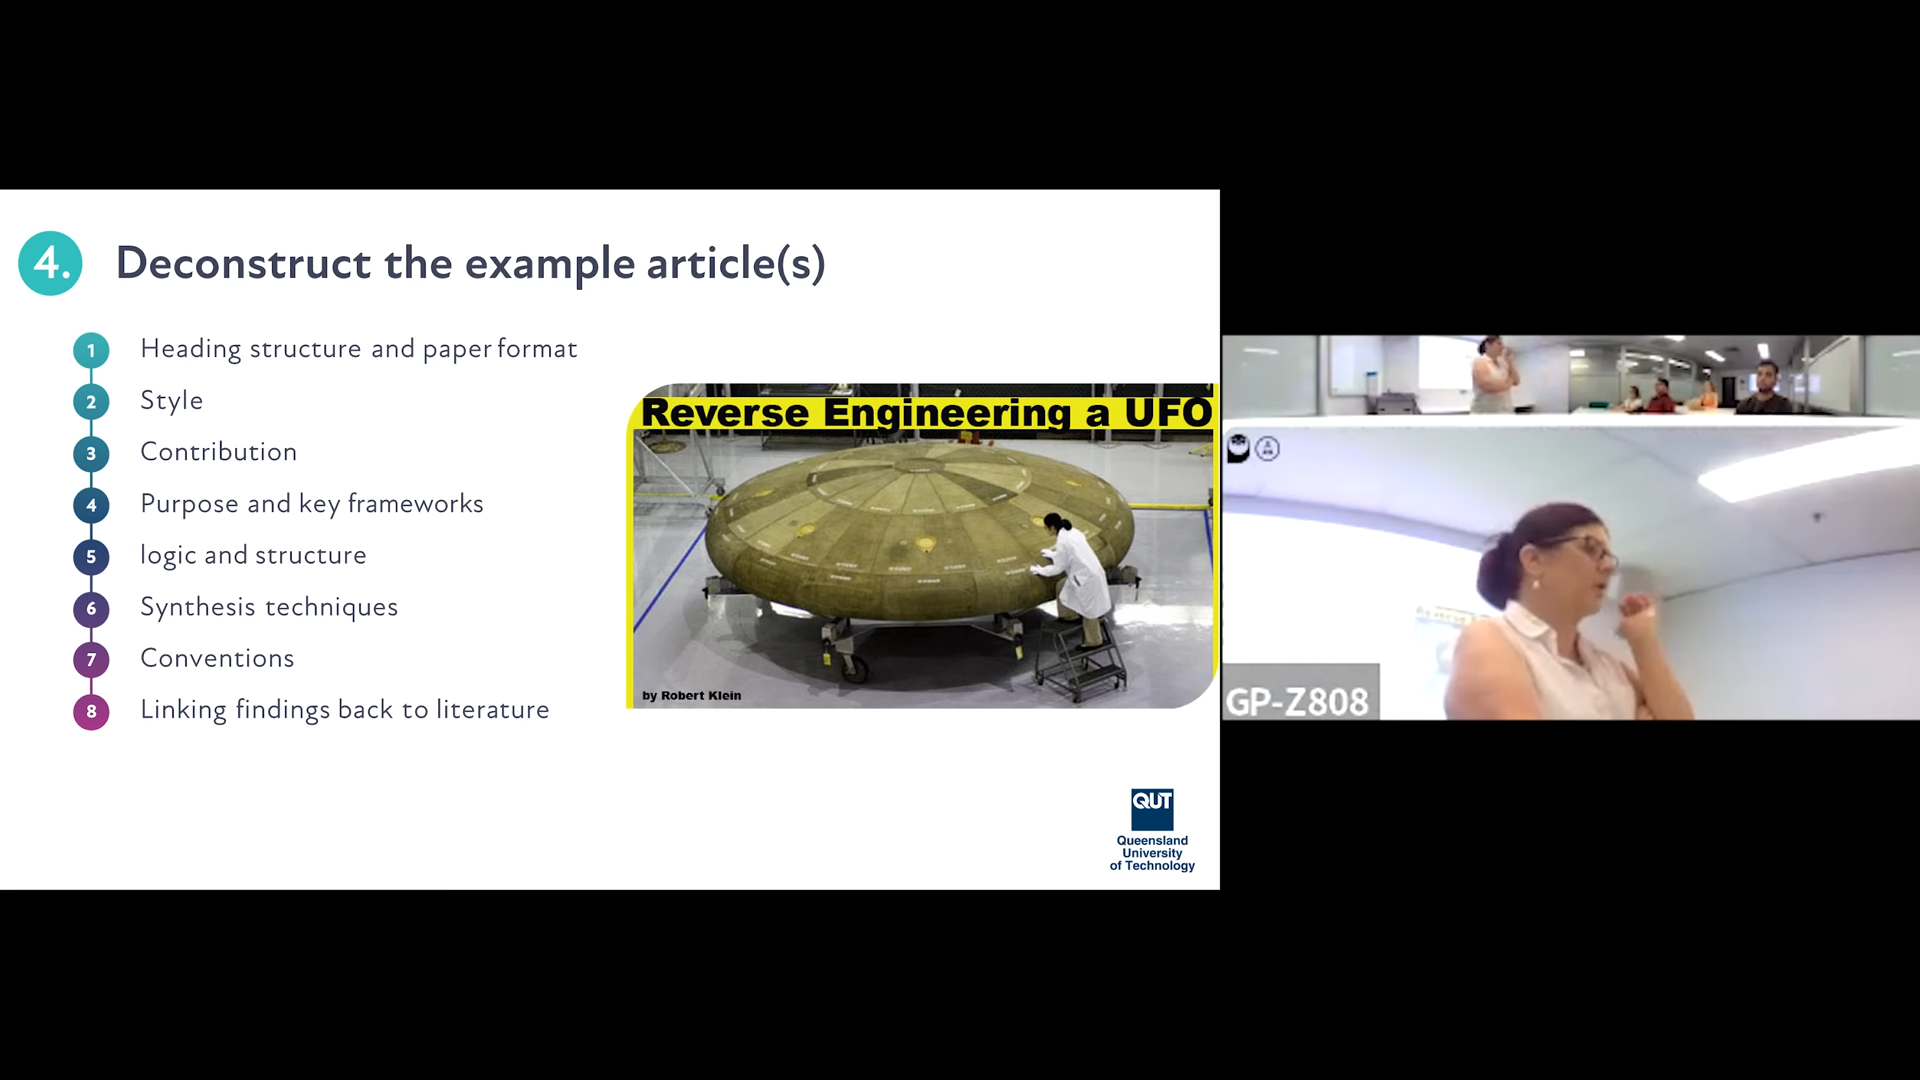 4. Deconstruct the example article(s)
1 Heading structure and paper format
2 Style
3 Contribution
4 Purpose and key frameworks
5 logic and structure
6 Synthesis techniques
7 Conventions
8 Linking findings back to literature
Reverse Engineering a UFO
by Robert Klein
QUT
Queensland
University
of Technology
GP-Z808